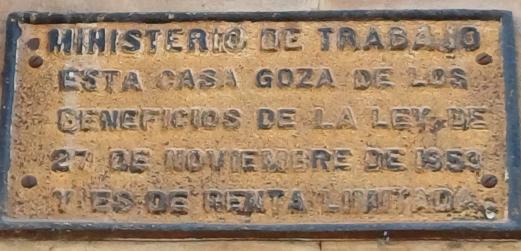 MINISTERIO DE TRABAJO
ESTA CASA GOZA DE LOS
BENEFICIOS DE LA LEY DE
27 DE NOVIEMBRE DE 1953
Y ES DE RENTA LIMITADA